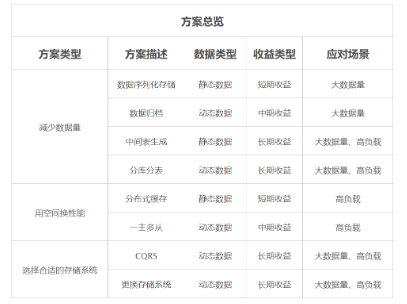 方案总览
方案类型 方案描述 数据类型 收益类型 应对场景
减少数据量
数据序列化存储 静态数据 短期收益 大数据量
数据归档 动态数据 中期收益 大数据量
中间表生成 动态数据 长期收益 大数据量、高负载
分库分表 动态数据 长期收益 大数据量、高负载
用空间换性能
分布式缓存 静态数据 短期收益 高负载
一主多从 动态数据 中期收益 高负载
选择合适的存储系统
CQRS 动态数据 长期收益 大数据量、高负载
更换存储系统 动态数据 长期收益 大数据量、高负载